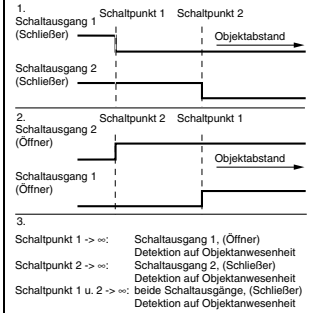 1.
Schaltausgang 1
(Schließer)
Schaltpunkt 1 Schaltpunkt 2
Objektabstand
Schaltausgang 2
(Schließer)
2.
Schaltausgang 2
(Öffner)
Schaltpunkt 2 Schaltpunkt 1
Objektabstand
Schaltausgang 1
(Öffner)
3.
Schaltpunkt 1 -> ∞: Schaltausgang 1, (Öffner)
Detektion auf Objektanwesenheit
Schaltpunkt 2 -> ∞: Schaltausgang 2, (Schließer)
Detektion auf Objektanwesenheit
Schaltpunkt 1 u. 2 -> ∞: beide Schaltausgänge, (Schließer)
Detektion auf Objektanwesenheit